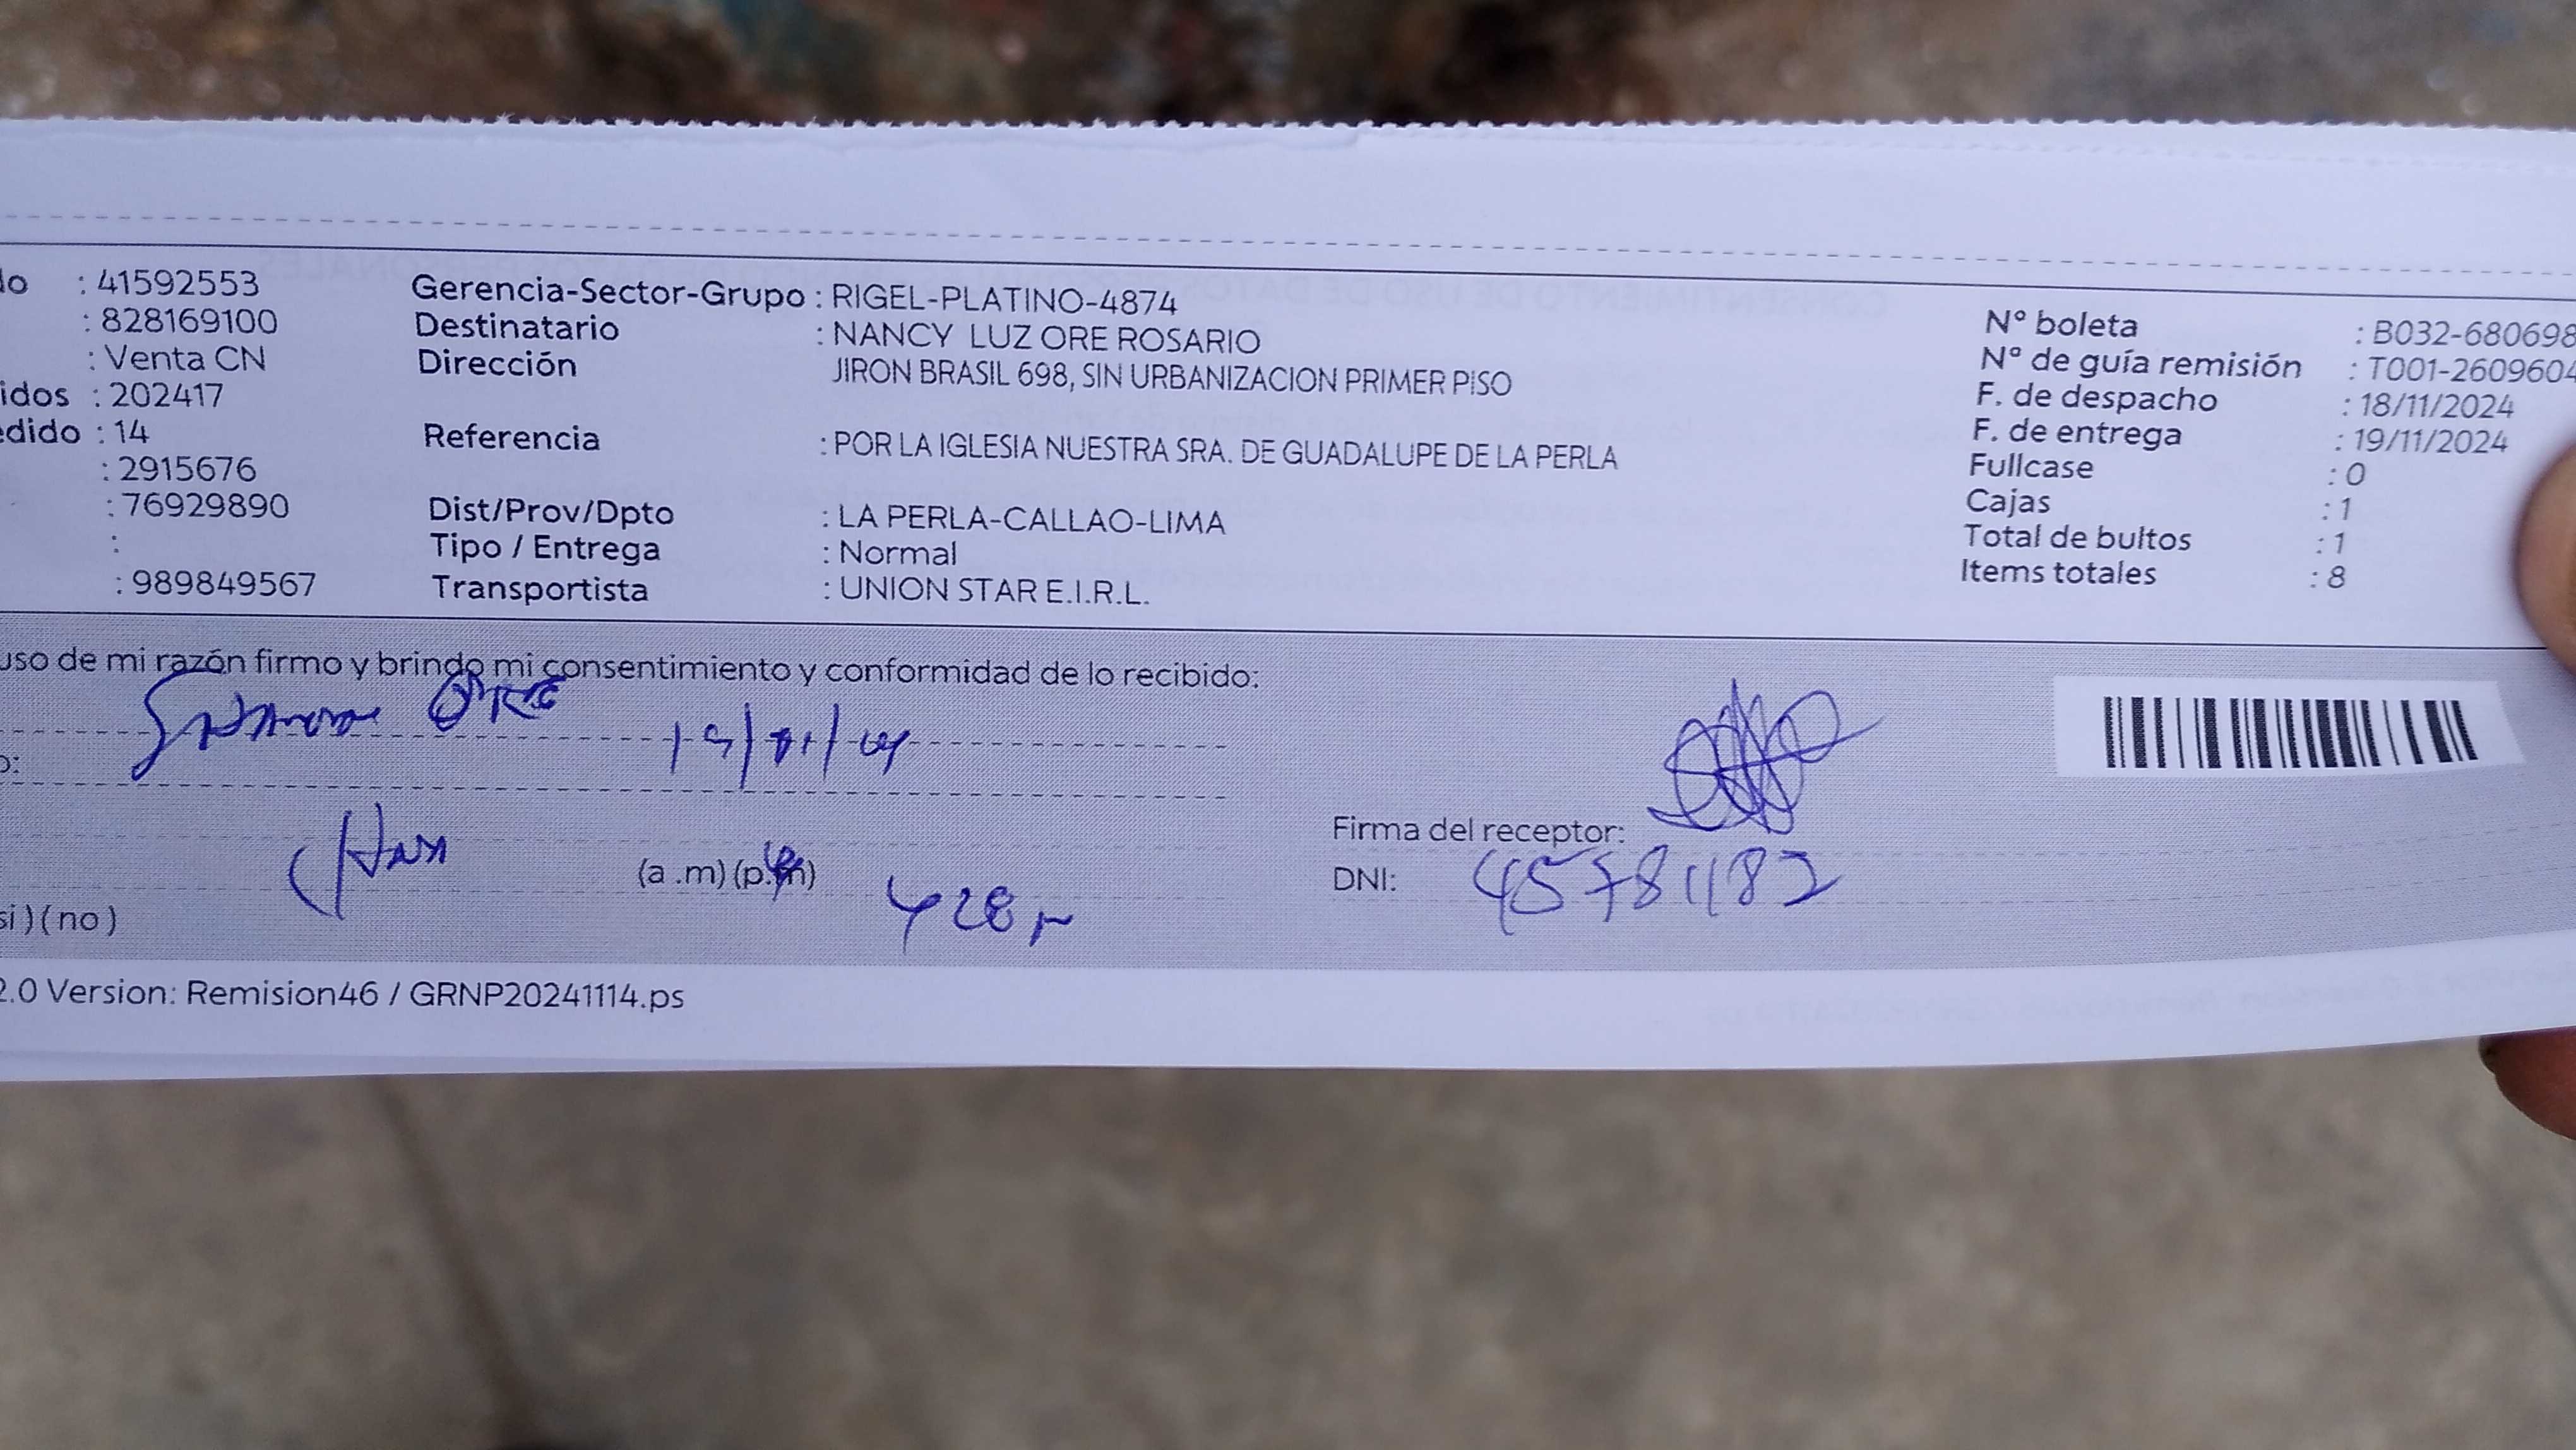 do : 41592553
: 828169100
: Venta CN
idos : 202417
edido : 14
: 2915676
: 76929890
:
: 989849567
Gerencia-Sector-Grupo : RIGEL-PLATINO-4874
Destinatario : NANCY LUZ ORE ROSARIO
Dirección JIRON BRASIL 698, SIN URBANIZACION PRIMER PISO
Referencia : POR LA IGLESIA NUESTRA SRA. DE GUADALUPE DE LA PERLA
Dist/Prov/Dpto : LA PERLA-CALLAO-LIMA
Tipo / Entrega : Normal
Transportista : UNION STAR E.I.R.L.
Nº boleta : B032-680698
Nº de guía remisión : T001-2609604
F. de despacho : 18/11/2024
F. de entrega : 19/11/2024
Fullcase : 0
Cajas : 1
Total de bultos : 1
Items totales : 8
uso de mi razón firmo y brindo mi consentimiento y conformidad de lo recibido:
ORE
o:
(a .m) (p.m)
si ) ( no )
Firma del receptor:
DNI: 45781182
2.0 Version: Remision46 / GRNP20241114.ps